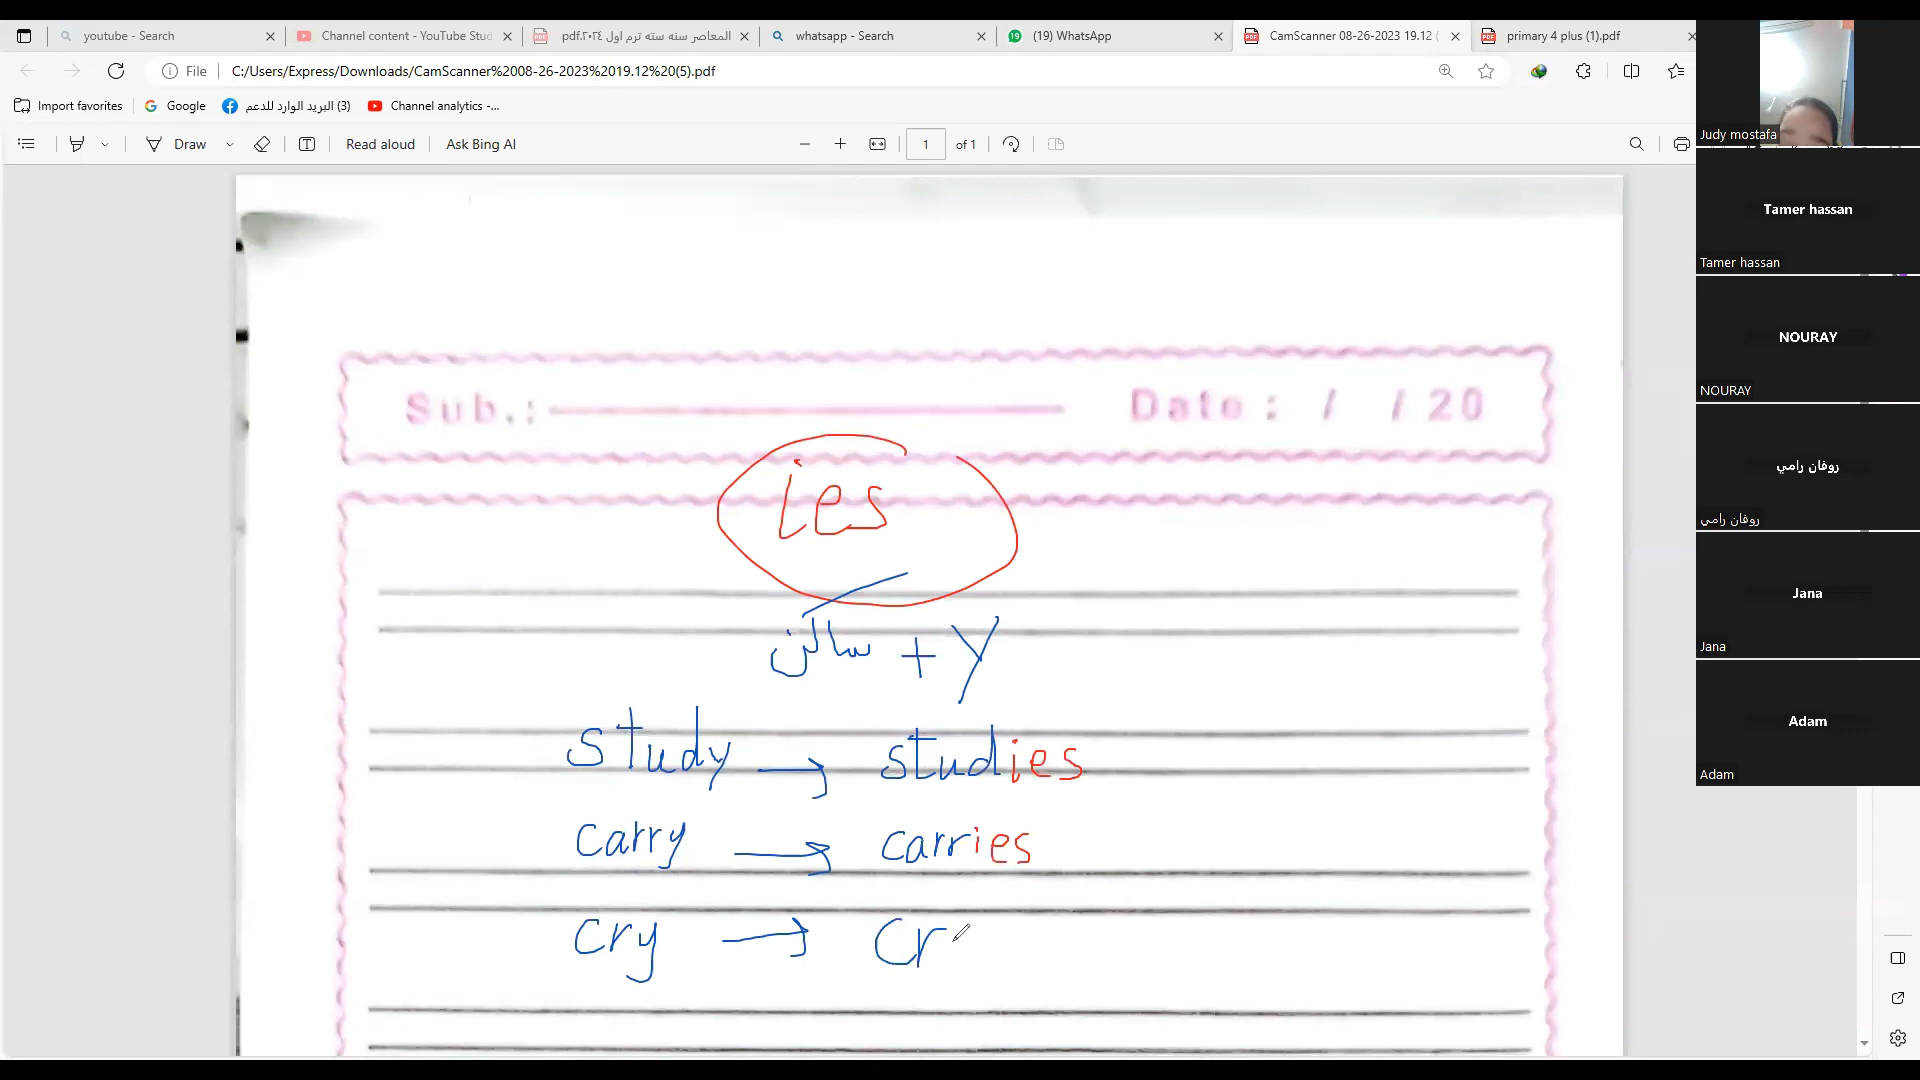 youtube - Search
Channel content - YouTube Stud
المعاصر سنه سته ترم اول ٢٠٢٤.pdf
whatsapp - Search
(19) WhatsApp
CamScanner 08-26-2023 19.12 (
primary 4 plus (1).pdf
File
C:/Users/Express/Downloads/CamScanner%2008-26-2023%2019.12%20(5).pdf
Import favorites
Google
(3) البريد الوارد للدعم
Channel analytics -...
Draw
Read aloud
Ask Bing AI
1 of 1
Sub.:
Date : / / 20
ies
ساكن + y
study → studies
carry → carries
cry → cr
Judy mostafa
Tamer hassan
Tamer hassan
NOURAY
NOURAY
روفان رامي
روفان رامي
Jana
Jana
Adam
Adam